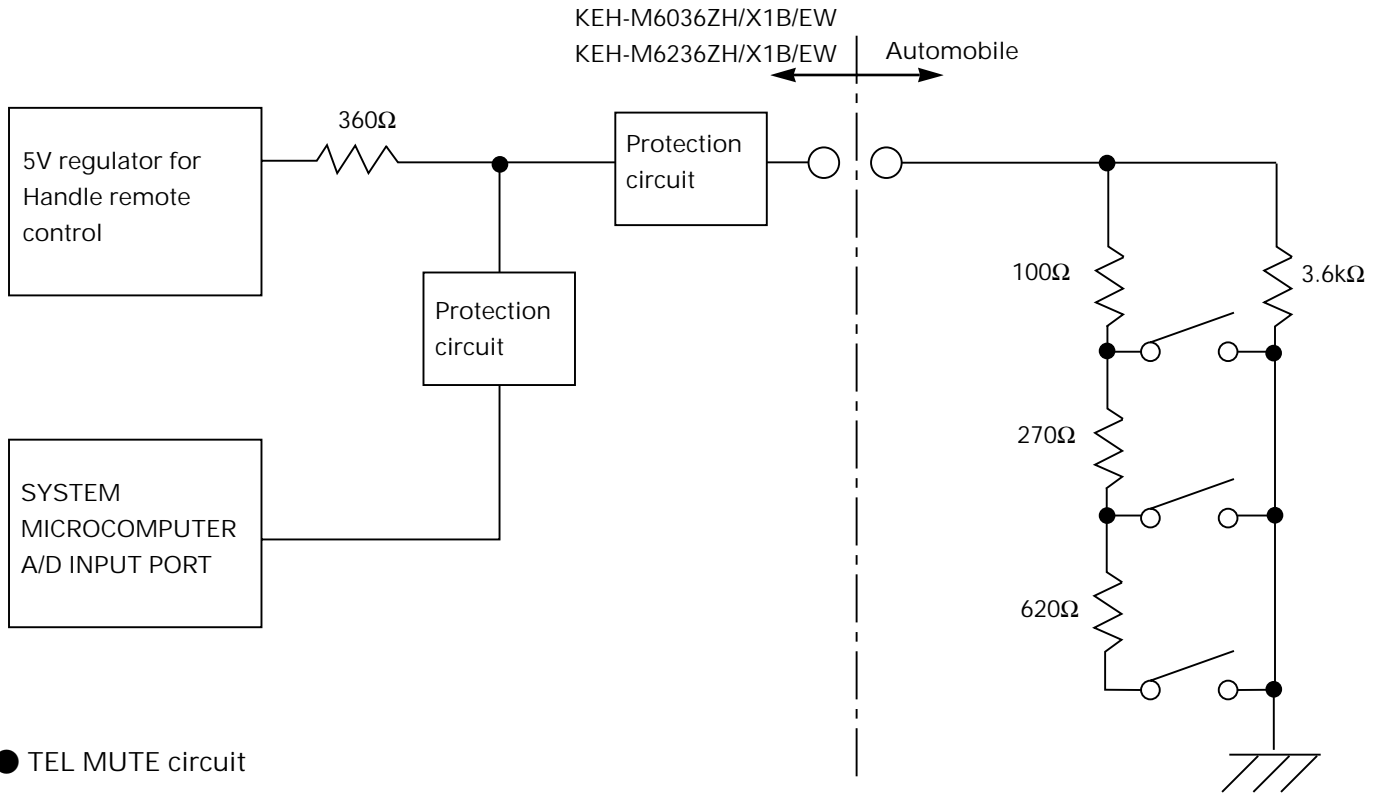 KEH-M6036ZH/X1B/EW
KEH-M6236ZH/X1B/EW
Automobile
5V regulator for
Handle remote
control
360Ω
Protection
circuit
100Ω
3.6kΩ
Protection
circuit
270Ω
SYSTEM
MICROCOMPUTER
A/D INPUT PORT
620Ω
● TEL MUTE circuit